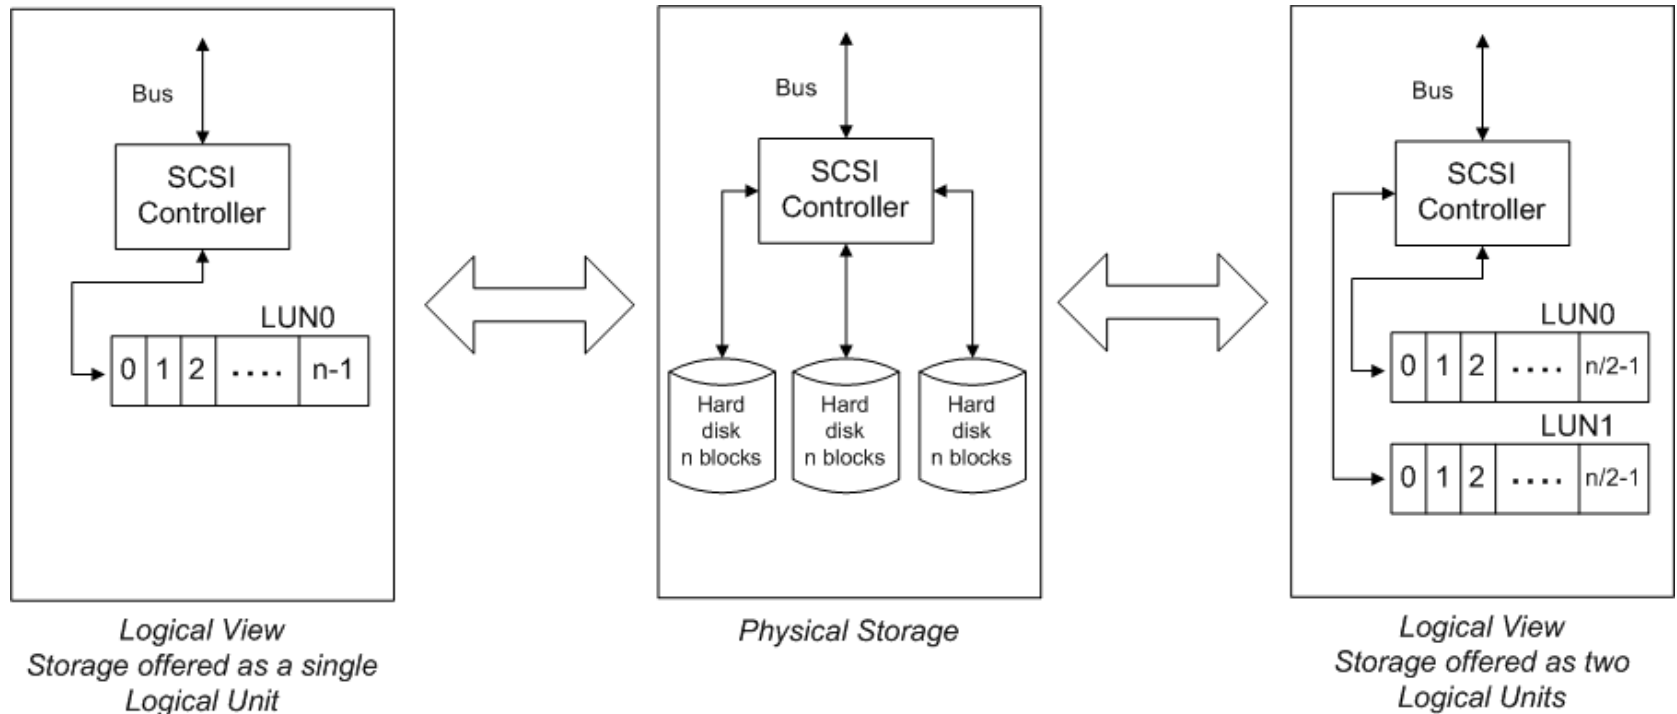 Bus
SCSI
Controller
LUN0
0 1 2 .... n-1
Logical View
Storage offered as a single
Logical Unit
Bus
SCSI
Controller
Hard
disk
n blocks
Hard
disk
n blocks
Hard
disk
n blocks
Physical Storage
Bus
SCSI
Controller
LUN0
0 1 2 .... n/2-1
LUN1
0 1 2 .... n/2-1
Logical View
Storage offered as two
Logical Units